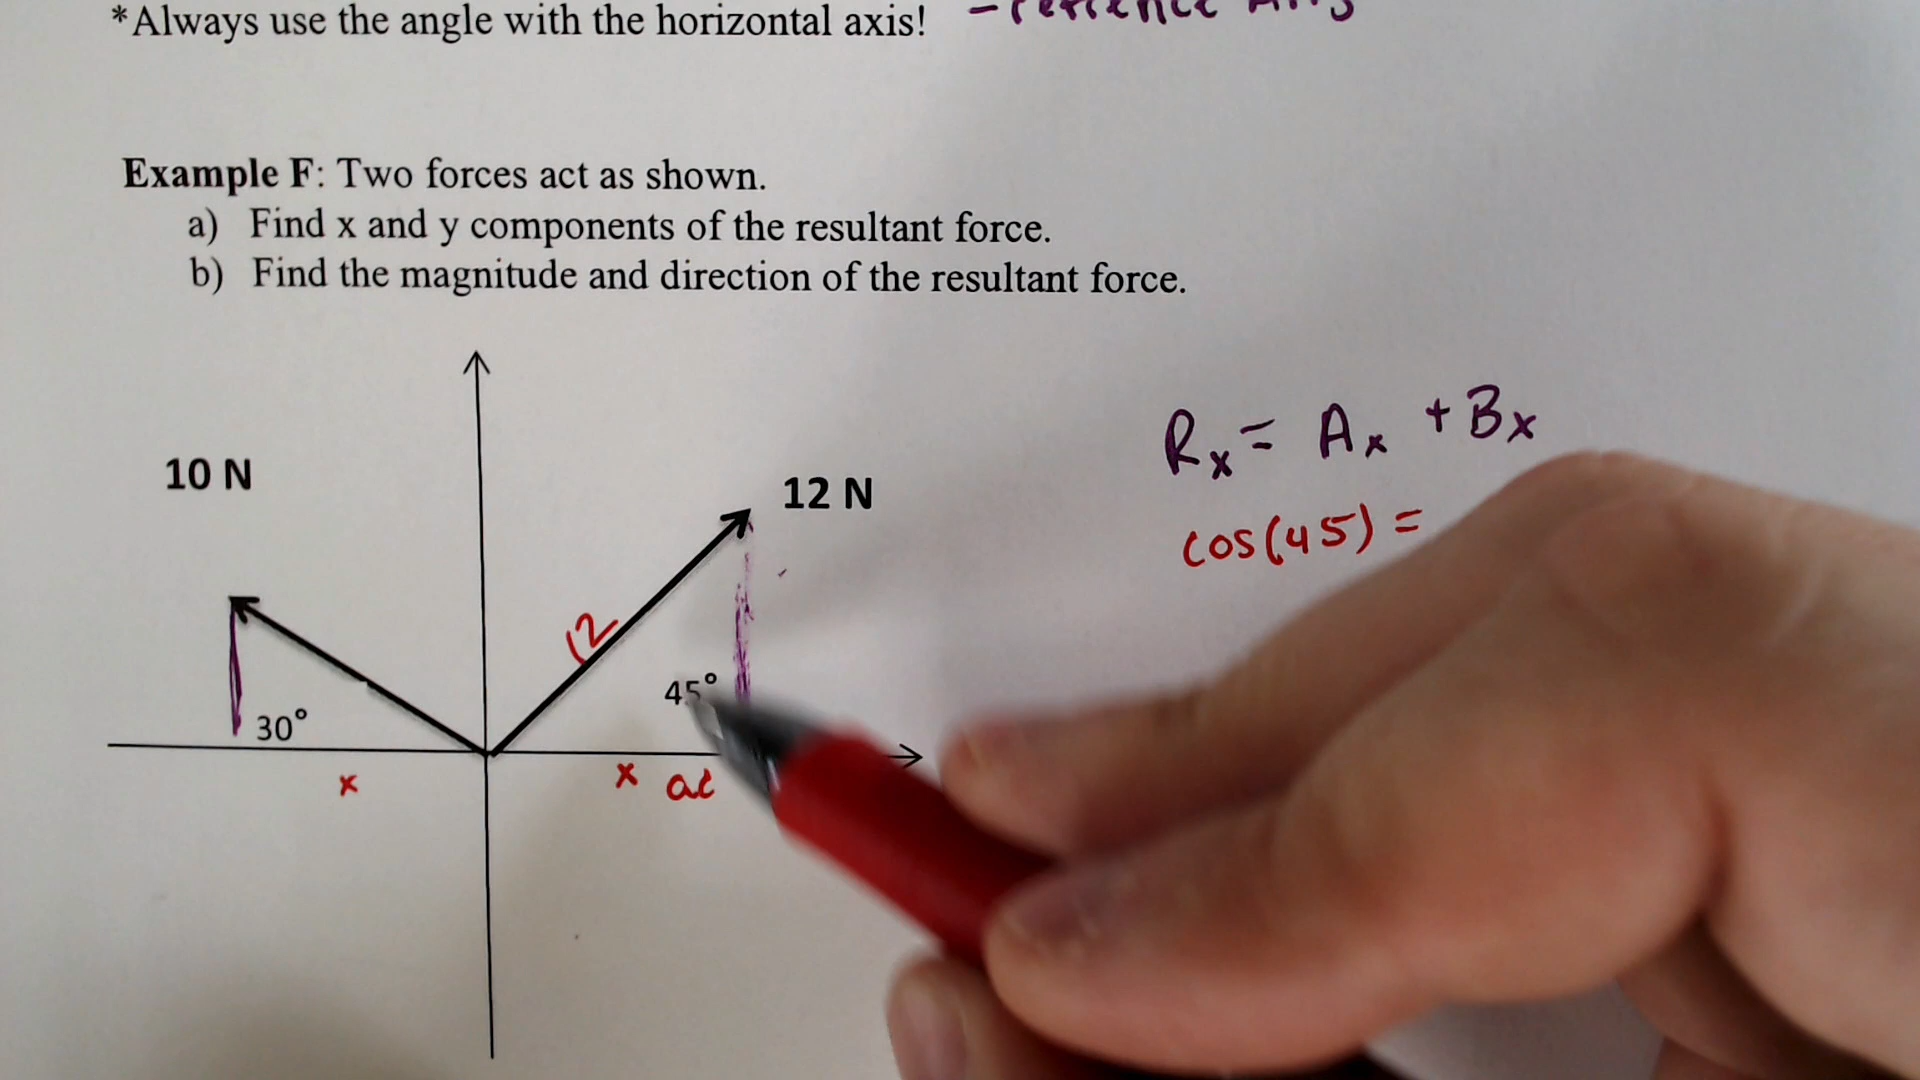 *Always use the angle with the horizontal axis!
Example F: Two forces act as shown.
a) Find x and y components of the resultant force.
b) Find the magnitude and direction of the resultant force.
10 N
12 N
Rx = Ax + Bx
cos(45) =
12
45°
30°
x
x